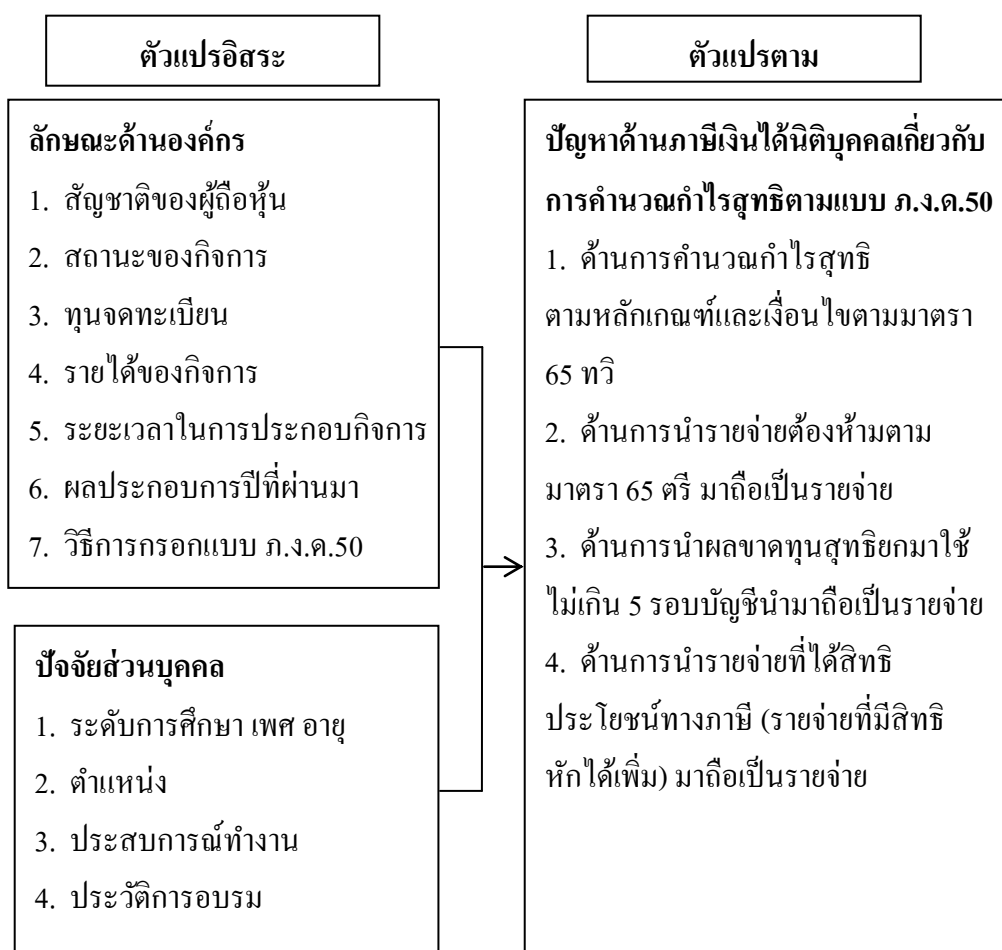 ตัวแปรอิสระ
ลักษณะด้านองค์กร
1. สัญชาติของผู้ถือหุ้น
2. สถานะของกิจการ
3. ทุนจดทะเบียน
4. รายได้ของกิจการ
5. ระยะเวลาในการประกอบกิจการ
6. ผลประกอบการปีที่ผ่านมา
7. วิธีการกรอกแบบ ภ.ง.ด.50
ปัจจัยส่วนบุคคล
1. ระดับการศึกษา เพศ อายุ
2. ตำแหน่ง
3. ประสบการณ์ทำงาน
4. ประวัติการอบรม
ตัวแปรตาม
ปัญหาด้านภาษีเงินได้นิติบุคคลเกี่ยวกับ
การคำนวณกำไรสุทธิตามแบบ ภ.ง.ด.50
1. ด้านการคำนวณกำไรสุทธิ
ตามหลักเกณฑ์และเงื่อนไขตามมาตรา
65 ทวิ
2. ด้านการนำรายจ่ายต้องห้ามตาม
มาตรา 65 ตรี มาถือเป็นรายจ่าย
3. ด้านการนำผลขาดทุนสุทธิยกมาใช้
ไม่เกิน 5 รอบบัญชีนำมาถือเป็นรายจ่าย
4. ด้านการนำรายจ่ายที่ได้สิทธิ
ประโยชน์ทางภาษี (รายจ่ายที่มีสิทธิ
หักได้เพิ่ม) มาถือเป็นรายจ่าย